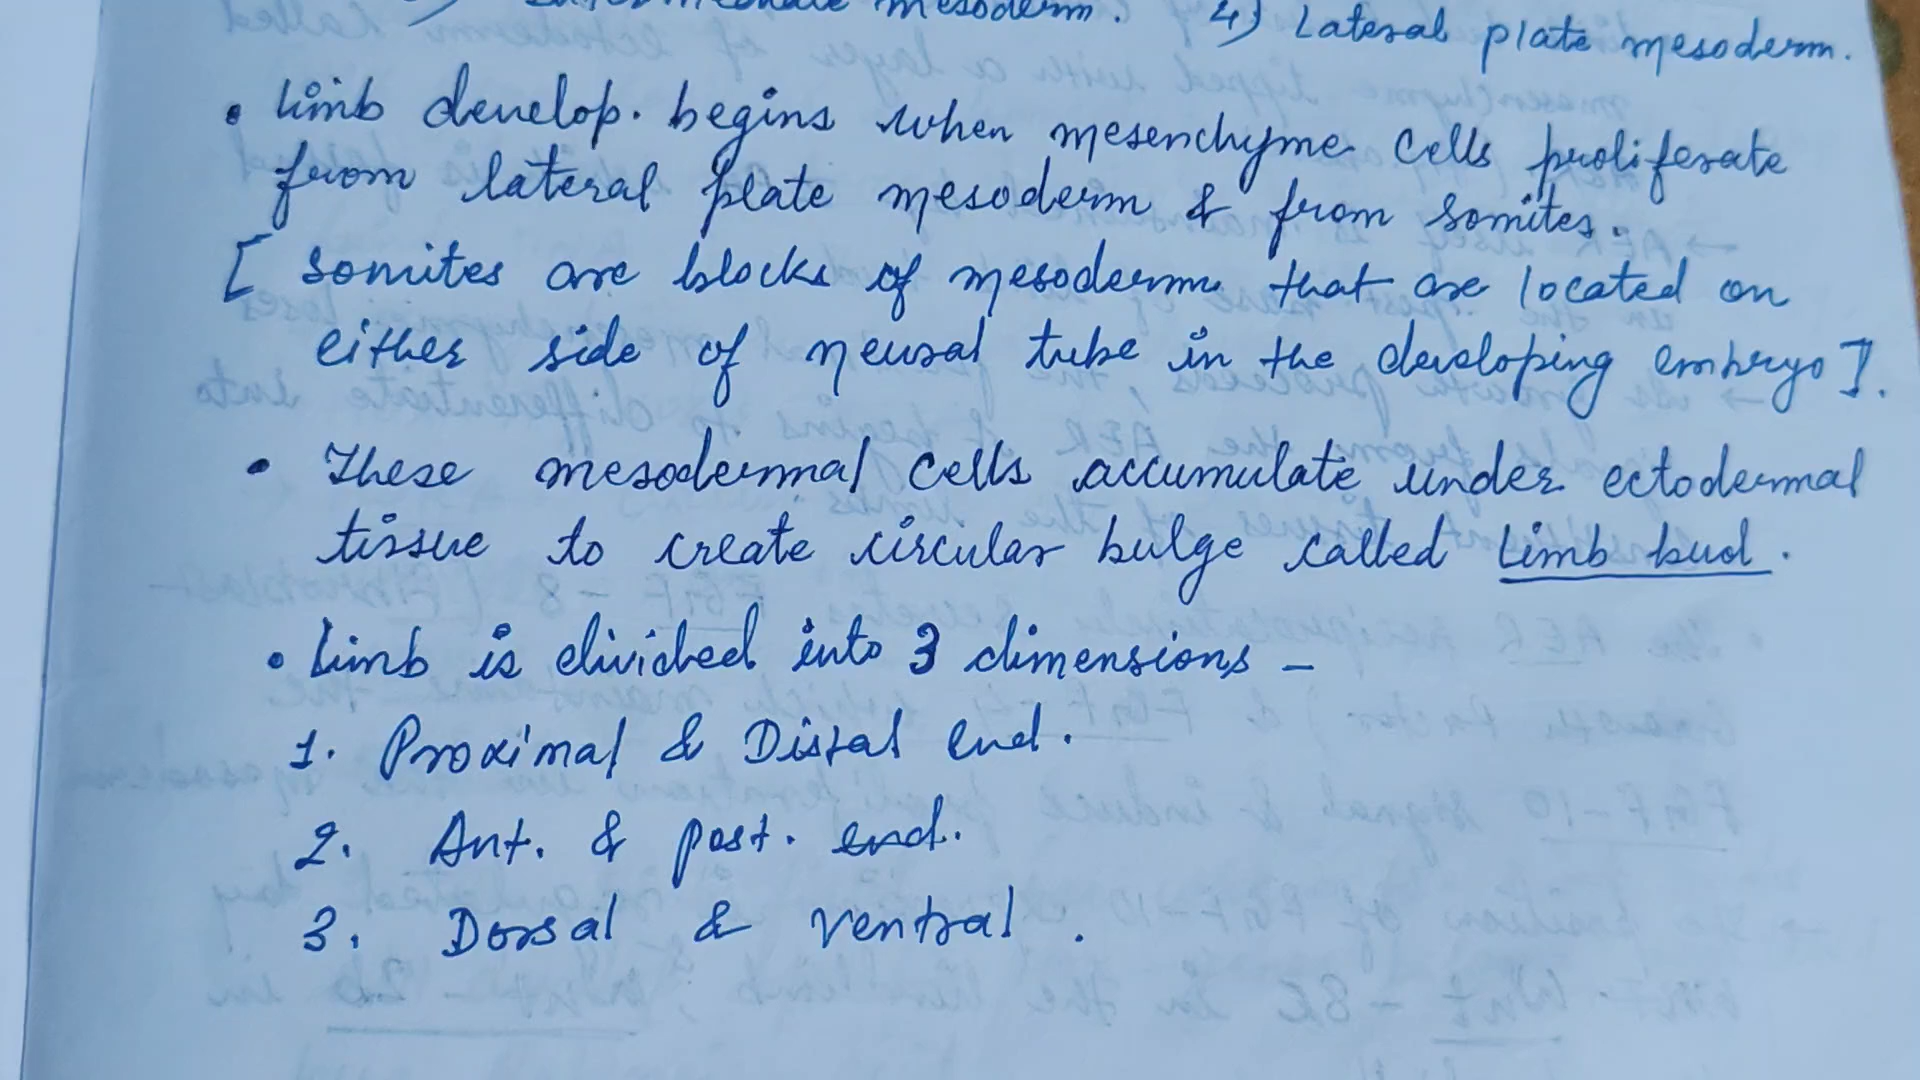 3) Intermediate mesoderm. 4) Lateral plate mesoderm.
• Limb develop. begins when mesenchyme cells proliferate
from lateral plate mesoderm & from somites.
[ Somites are blocks of mesoderm that are located on
either side of neural tube in the developing embryo ].
• These mesodermal cells accumulate under ectodermal
tissue to create circular bulge called Limb bud.
• Limb is divided into 3 dimensions –
1. Proximal & Distal end.
2. Ant. & post. end.
3. Dorsal & ventral.